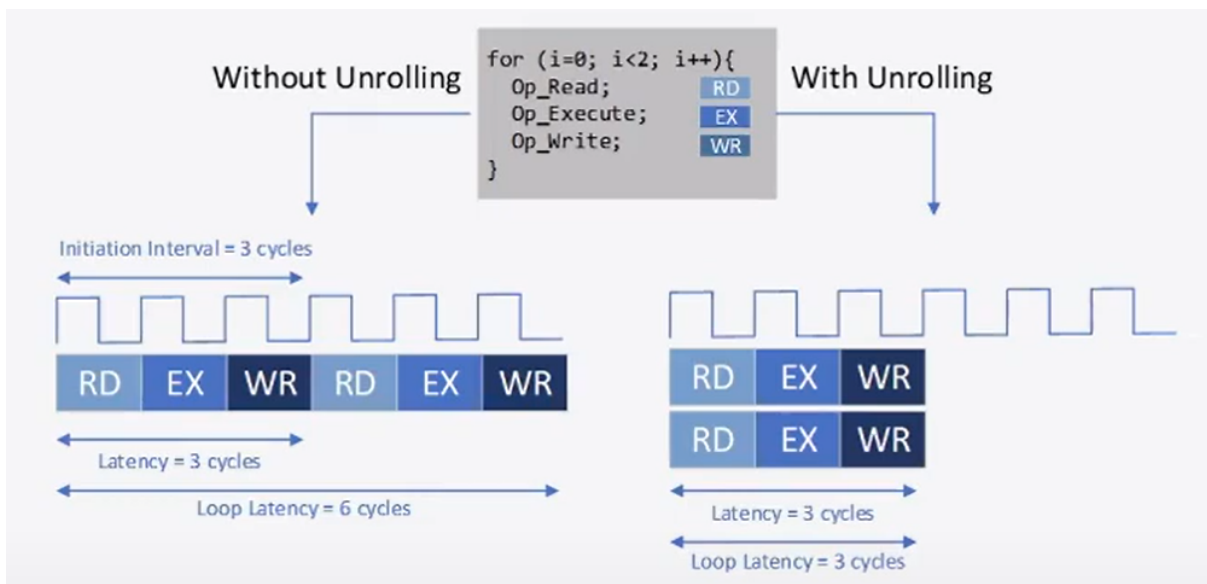 Without Unrolling
for (i=0; i<2; i++){
Op_Read; RD
Op_Execute; EX
Op_Write; WR
}
With Unrolling
Initiation Interval = 3 cycles
RD EX WR RD EX WR
Latency = 3 cycles
Loop Latency = 6 cycles
RD EX WR
RD EX WR
Latency = 3 cycles
Loop Latency = 3 cycles